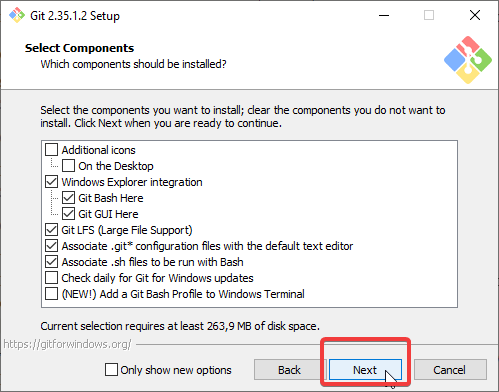 Git 2.35.1.2 Setup
Select Components
Which components should be installed?
Select the components you want to install; clear the components you do not want to
install. Click Next when you are ready to continue.
Additional icons
On the Desktop
Windows Explorer integration
Git Bash Here
Git GUI Here
Git LFS (Large File Support)
Associate .git* configuration files with the default text editor
Associate .sh files to be run with Bash
Check daily for Git for Windows updates
(NEW!) Add a Git Bash Profile to Windows Terminal
Current selection requires at least 263,9 MB of disk space.
https://gitforwindows.org/
Only show new options
Back
Next
Cancel